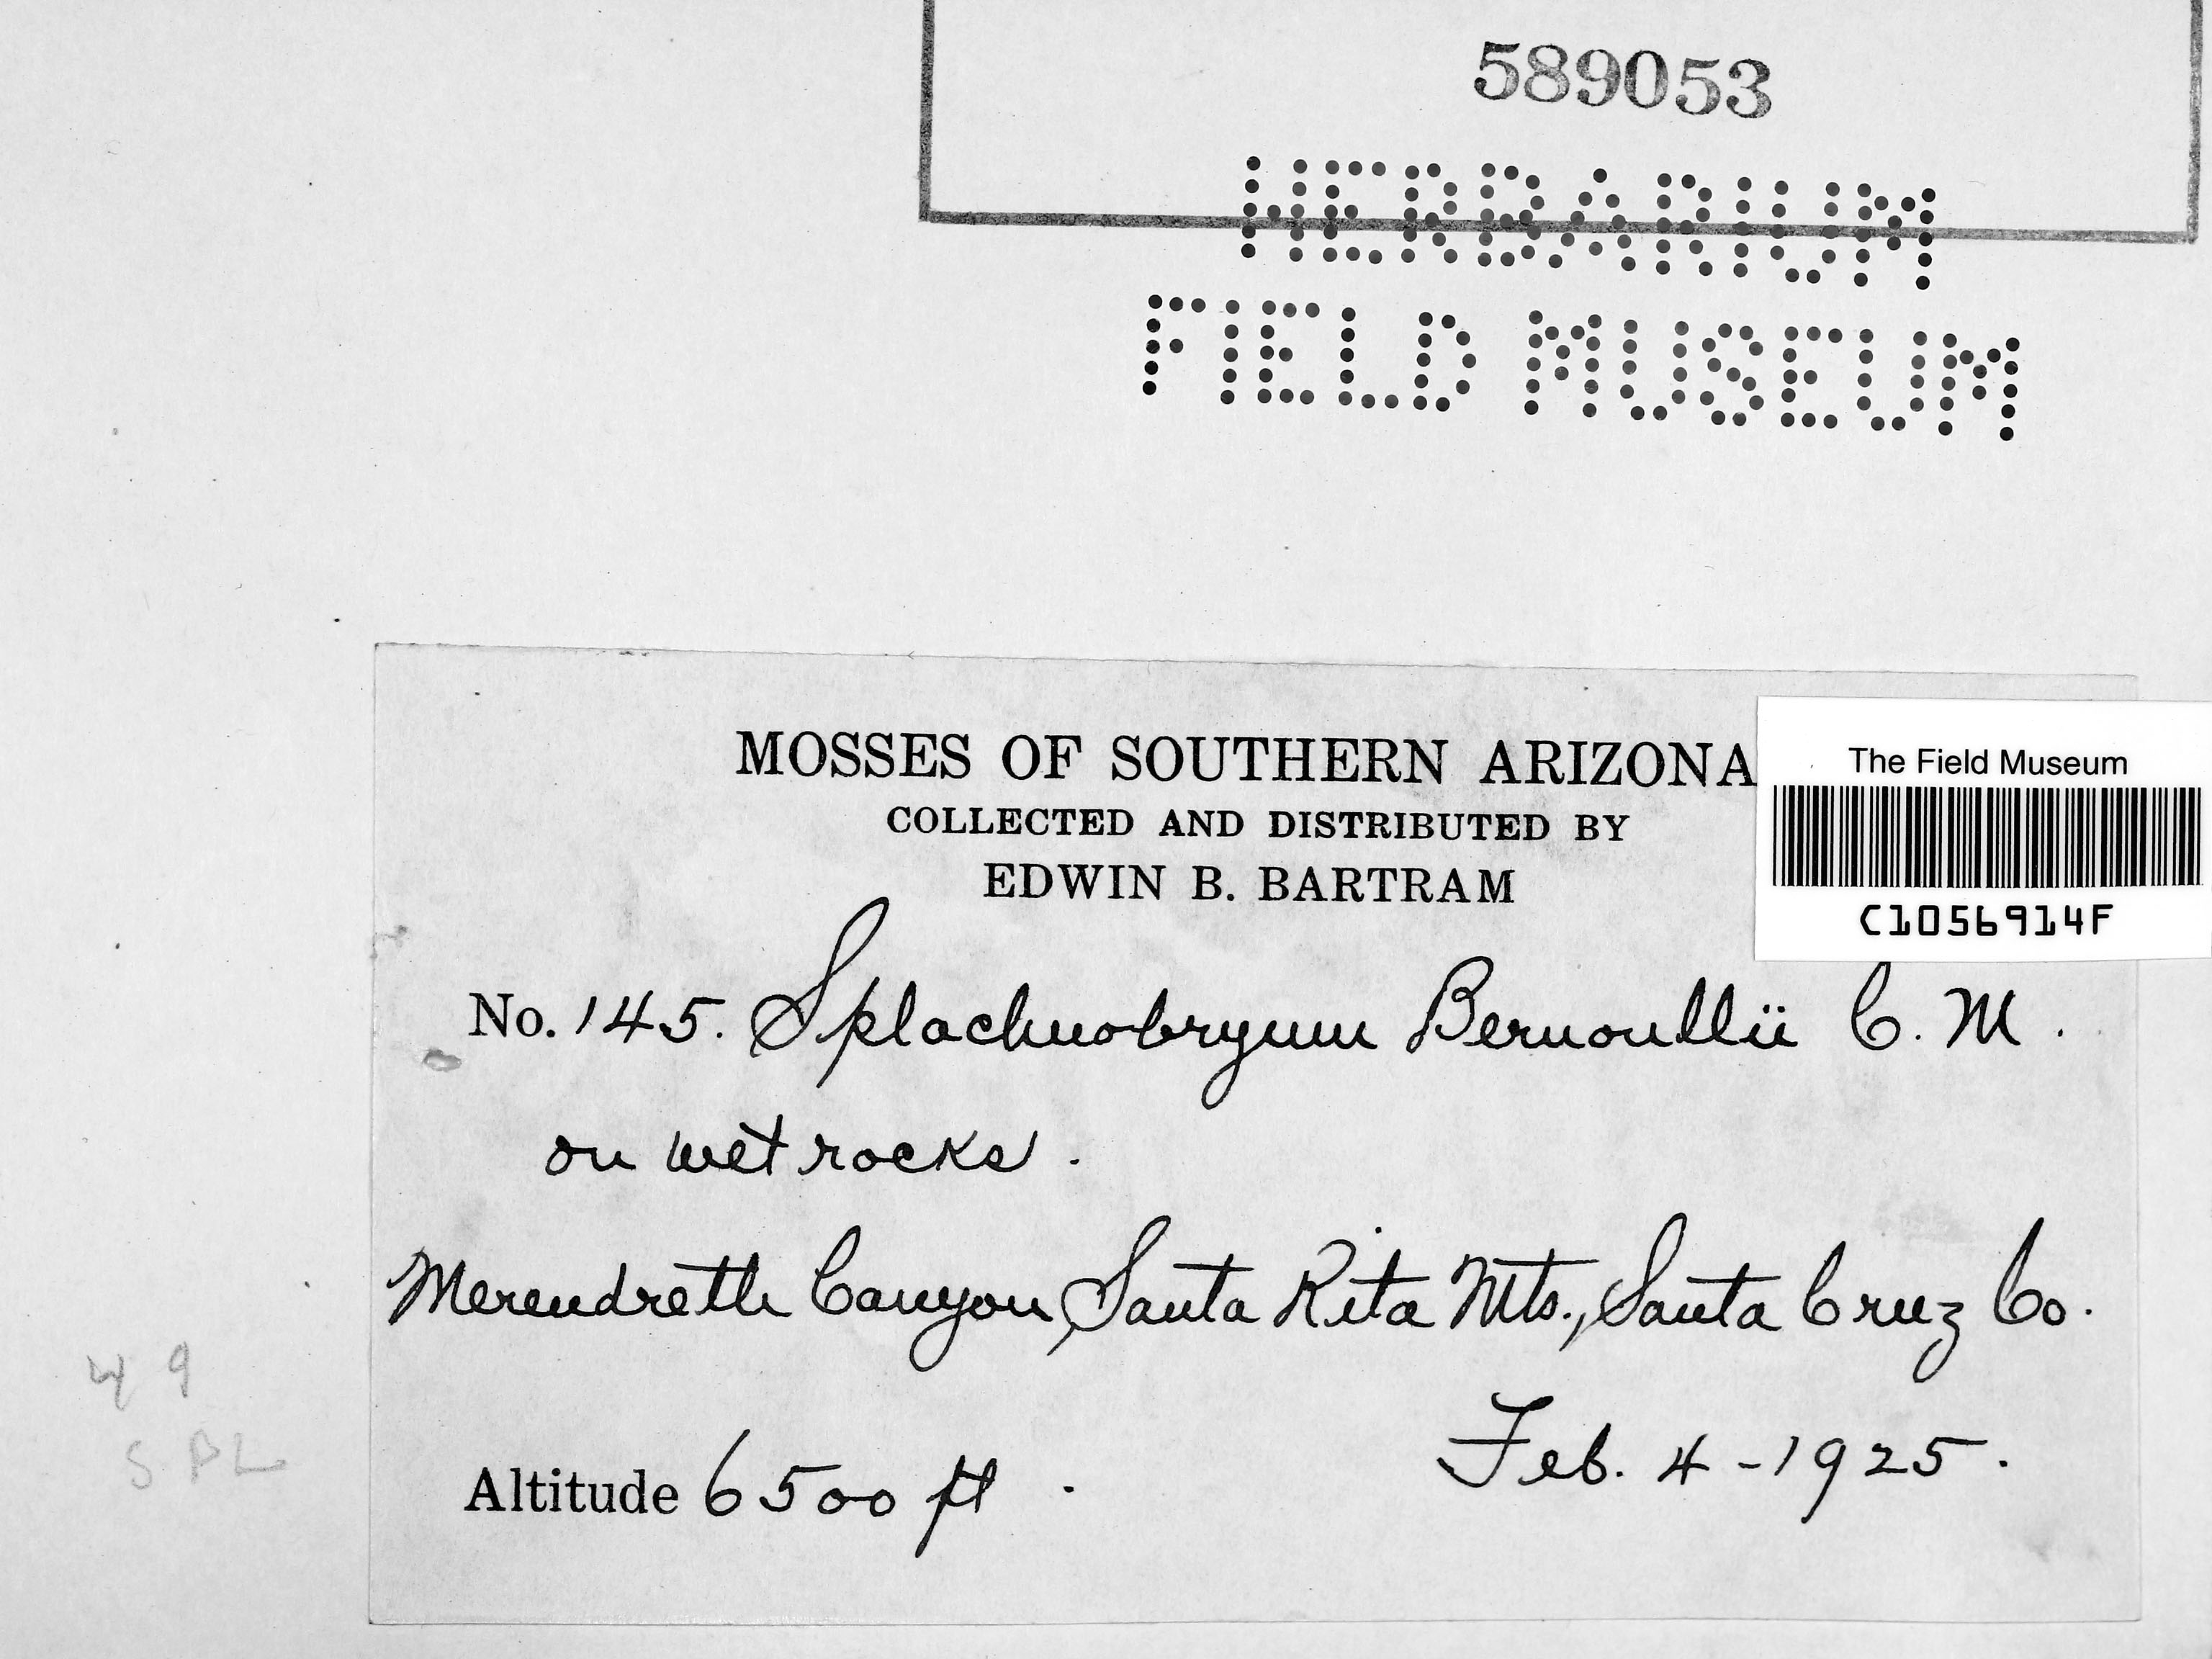 589053
HERBARIUM
FIELD MUSEUM
MOSSES OF SOUTHERN ARIZONA
COLLECTED AND DISTRIBUTED BY
EDWIN B. BARTRAM
The Field Museum
C1056914F
No. 145. Splachnobryum Bernoullii C. M.
on wet rocks.
Merendreth Canyon, Santa Rita Mts., Santa Cruz Co.
Altitude 6500 ft.
Feb. 4-1925.
49